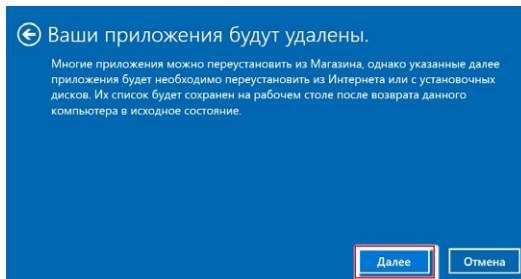 Ваши приложения будут удалены.
Многие приложения можно переустановить из Магазина, однако указанные далее
приложения будет необходимо переустановить из Интернета или с установочных
дисков. Их список будет сохранен на рабочем столе после возврата данного
компьютера в исходное состояние.
Далее
Отмена